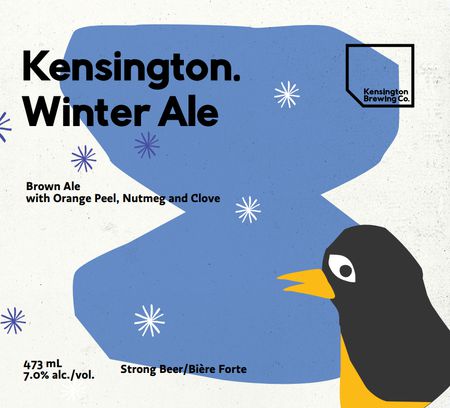 Kensington.
Winter Ale
Kensington
Brewing Co.
Brown Ale
with Orange Peel, Nutmeg and Clove
473 mL
7.0% alc./vol.
Strong Beer/Bière Forte